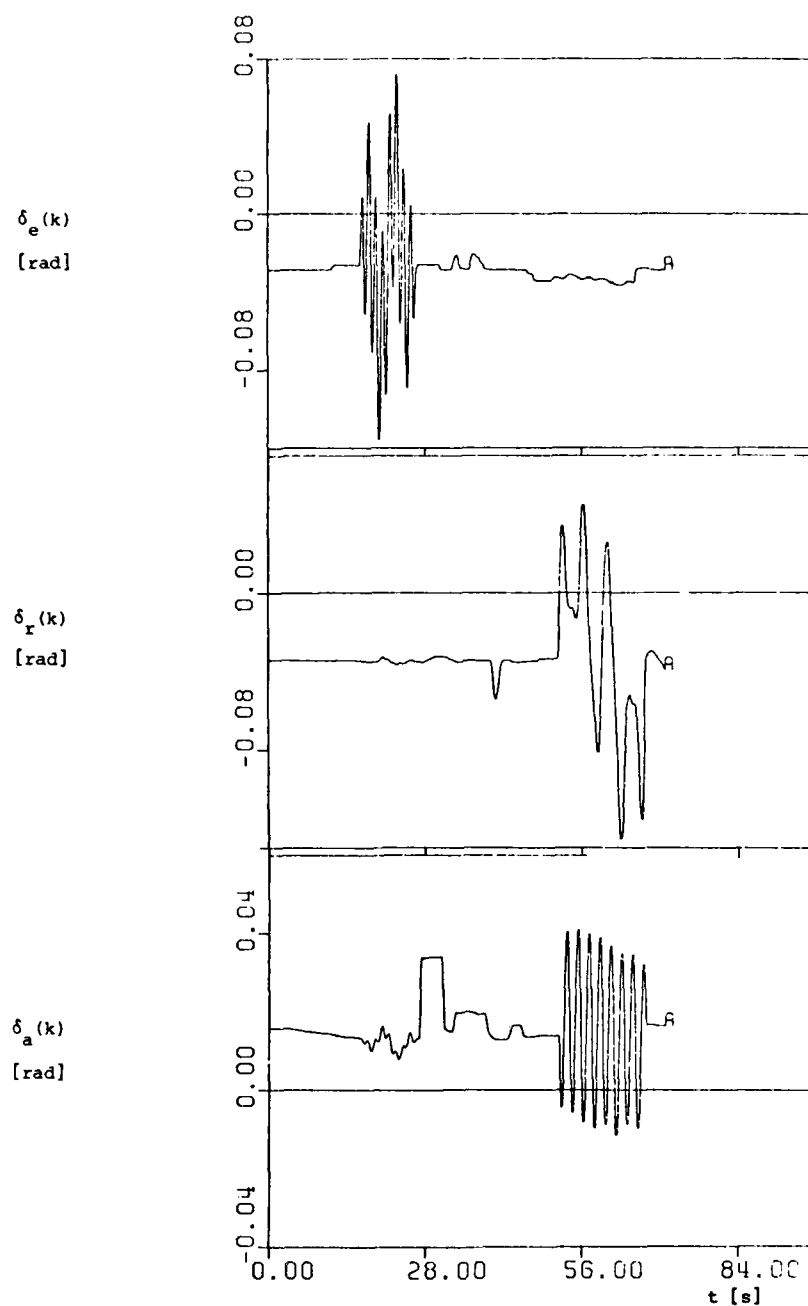 0.08
δe(k)
[rad]
0.00
-0.08
A
δr(k)
[rad]
0.00
-0.08
A
δa(k)
[rad]
0.04
0.00
-0.04
A
0.00 28.00 56.00 84.00
t [s]